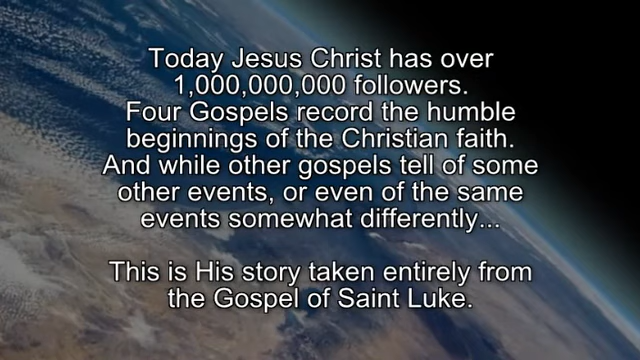 Today Jesus Christ has over
1,000,000,000 followers.
Four Gospels record the humble
beginnings of the Christian faith.
And while other gospels tell of some
other events, or even of the same
events somewhat differently...
This is His story taken entirely from
the Gospel of Saint Luke.